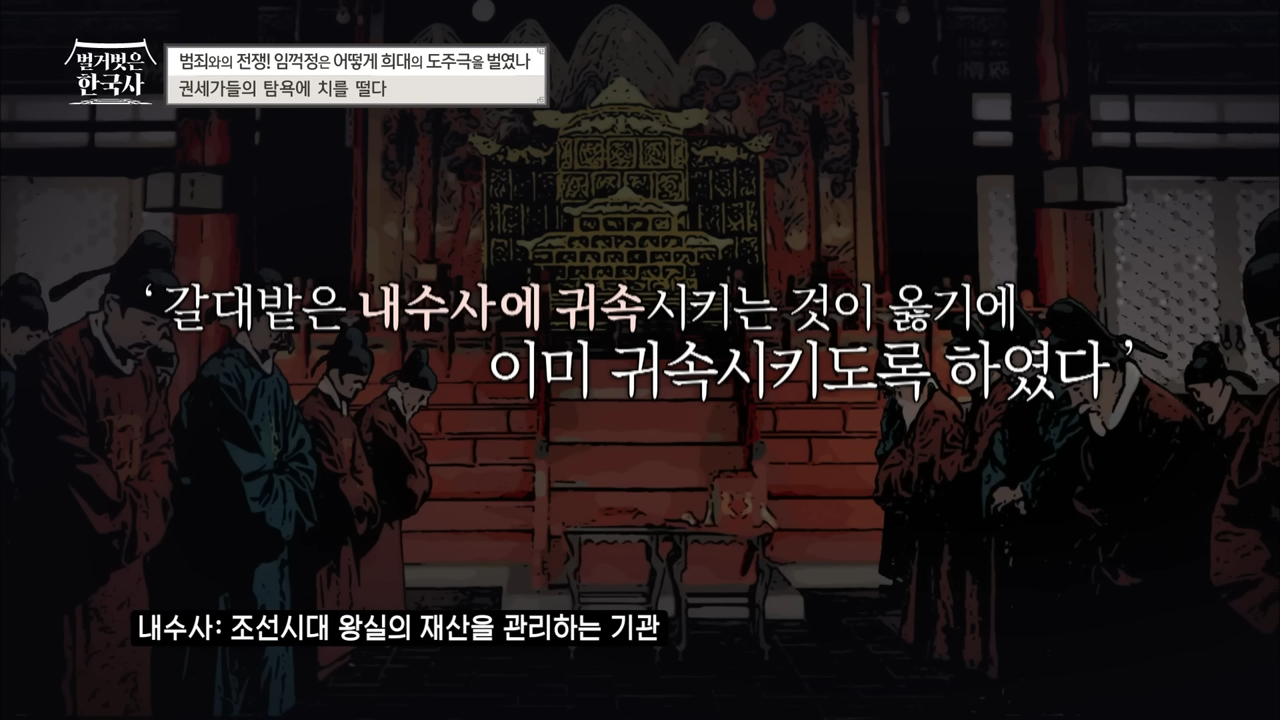 벌거벗은
한국사
범죄와의 전쟁! 임꺽정은 어떻게 희대의 도주극을 벌였나
권세가들의 탐욕에 치를 떨다
‘갈대밭은 내수사에 귀속시키는 것이 옳기에
이미 귀속시키도록 하였다’
내수사: 조선시대 왕실의 재산을 관리하는 기관